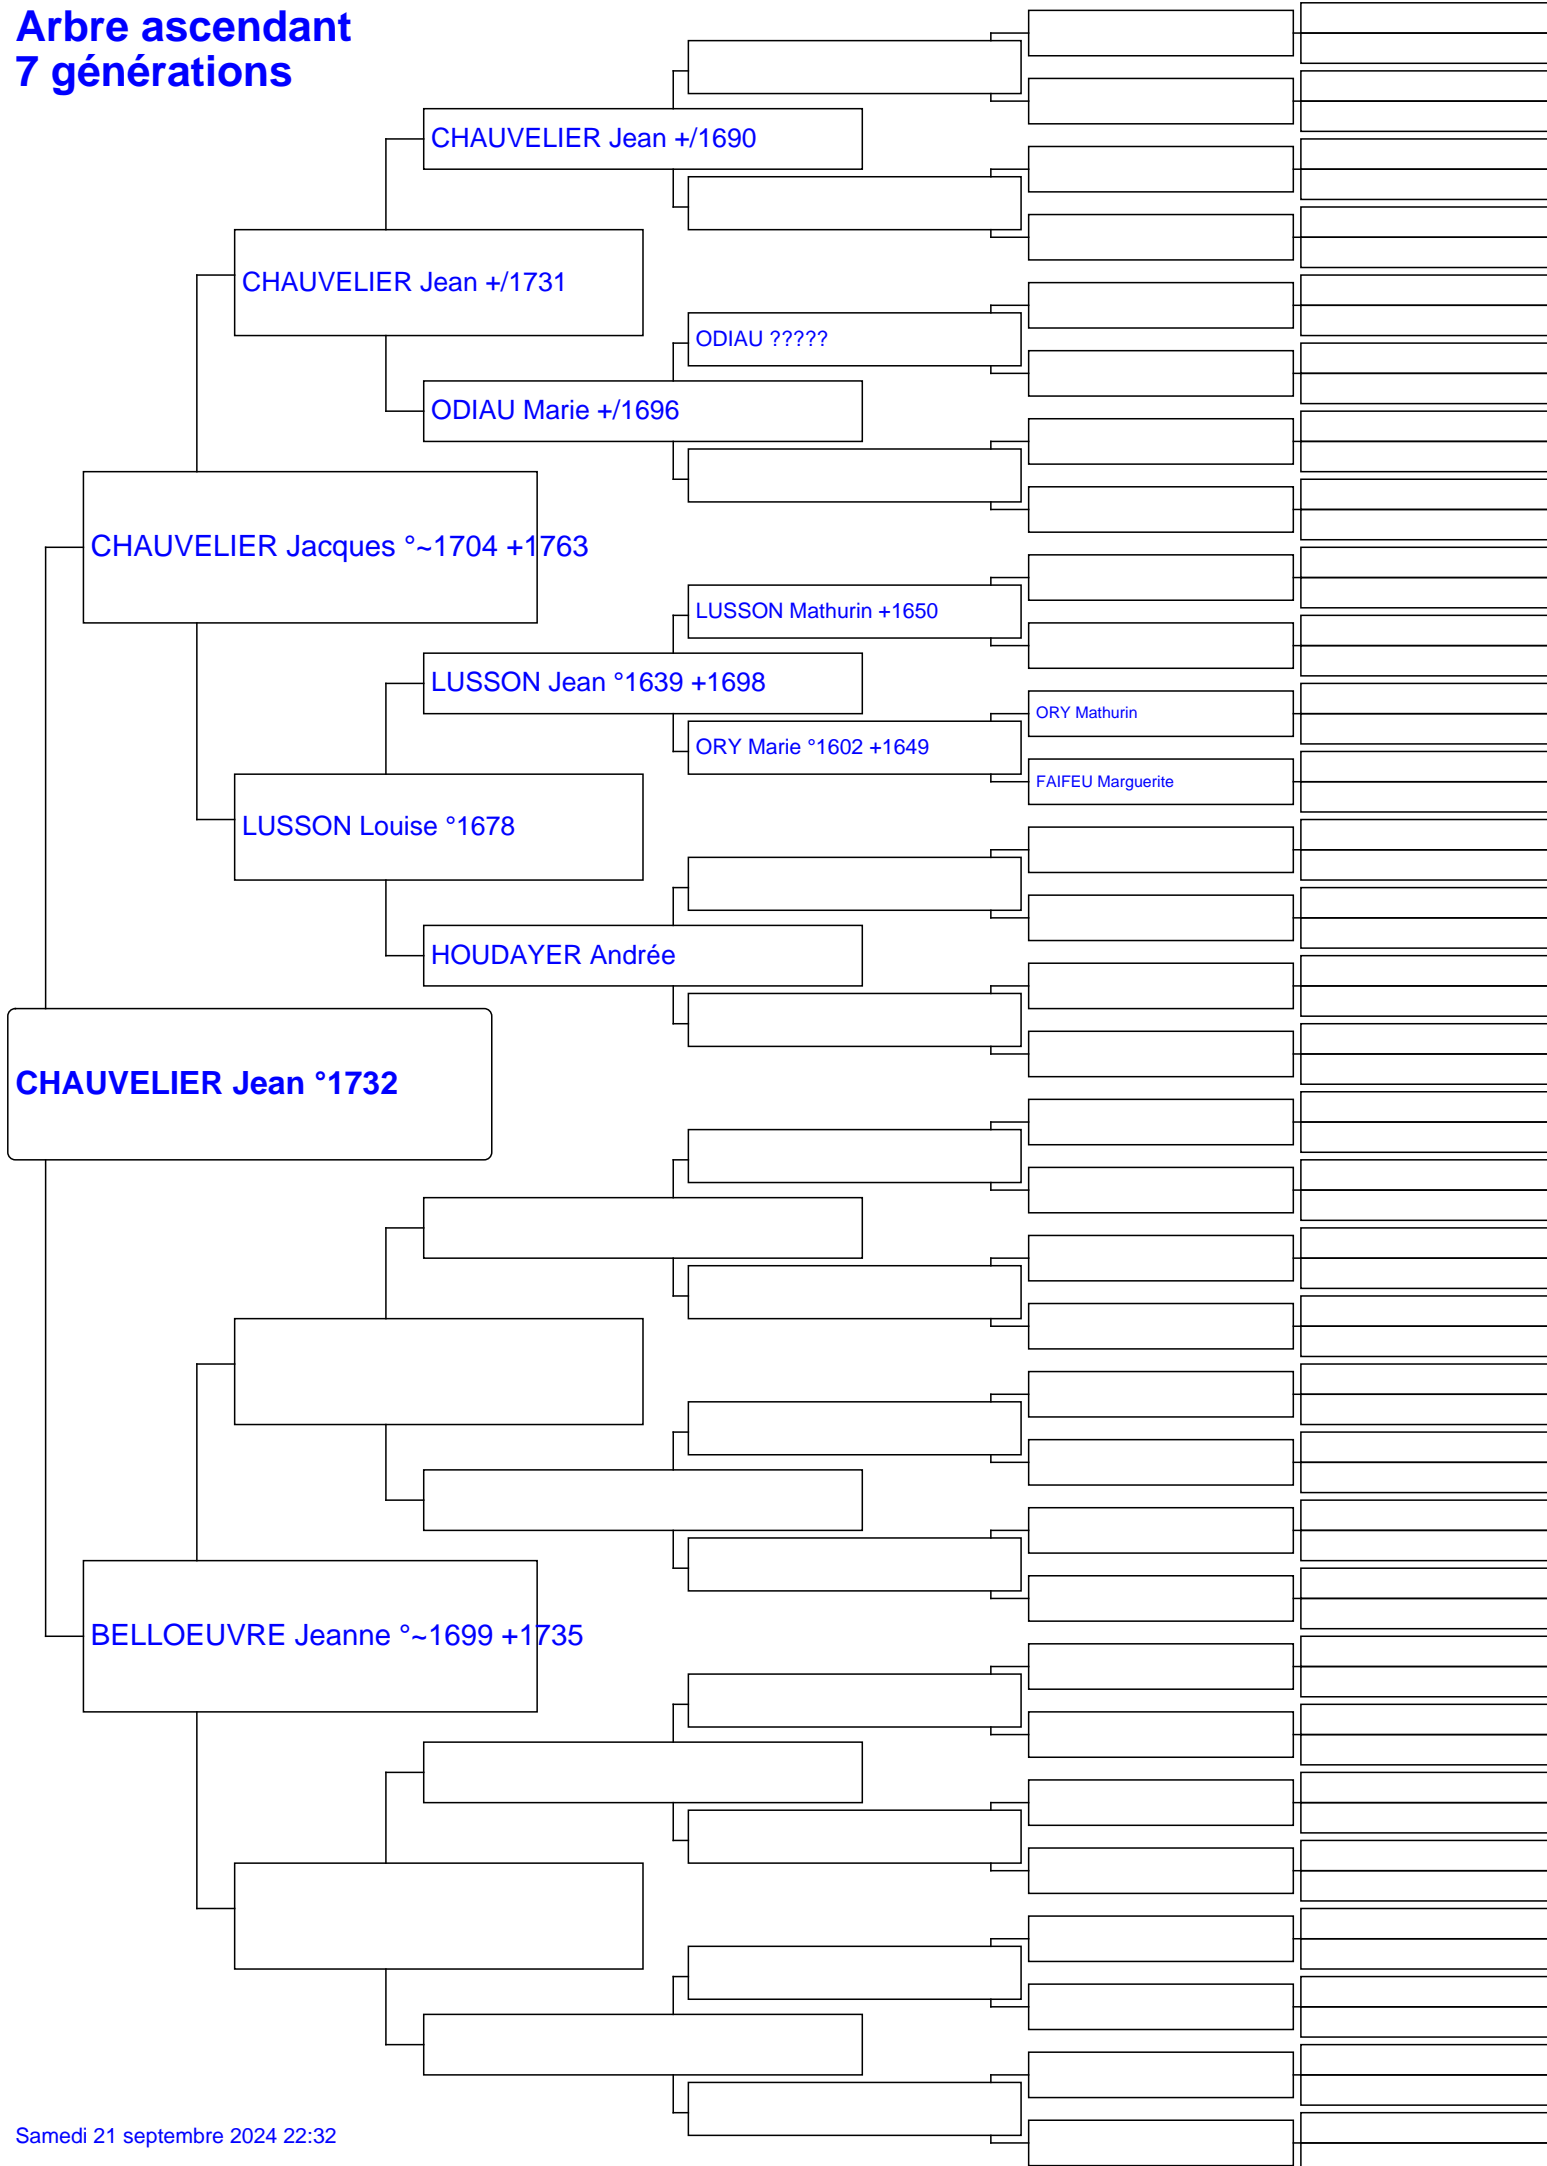 Arbre ascendant
7 générations
CHAUVELIER Jean +/1690
CHAUVELIER Jean +/1731
ODIAU ?????
ODIAU Marie +/1696
CHAUVELIER Jacques °~1704 +1763
LUSSON Mathurin +1650
LUSSON Jean °1639 +1698
ORY Mathurin
ORY Marie °1602 +1649
FAIFEU Marguerite
LUSSON Louise °1678
HOUDAYER Andrée
CHAUVELIER Jean °1732
BELLOEUVRE Jeanne °~1699 +1735
Samedi 21 septembre 2024 22:32